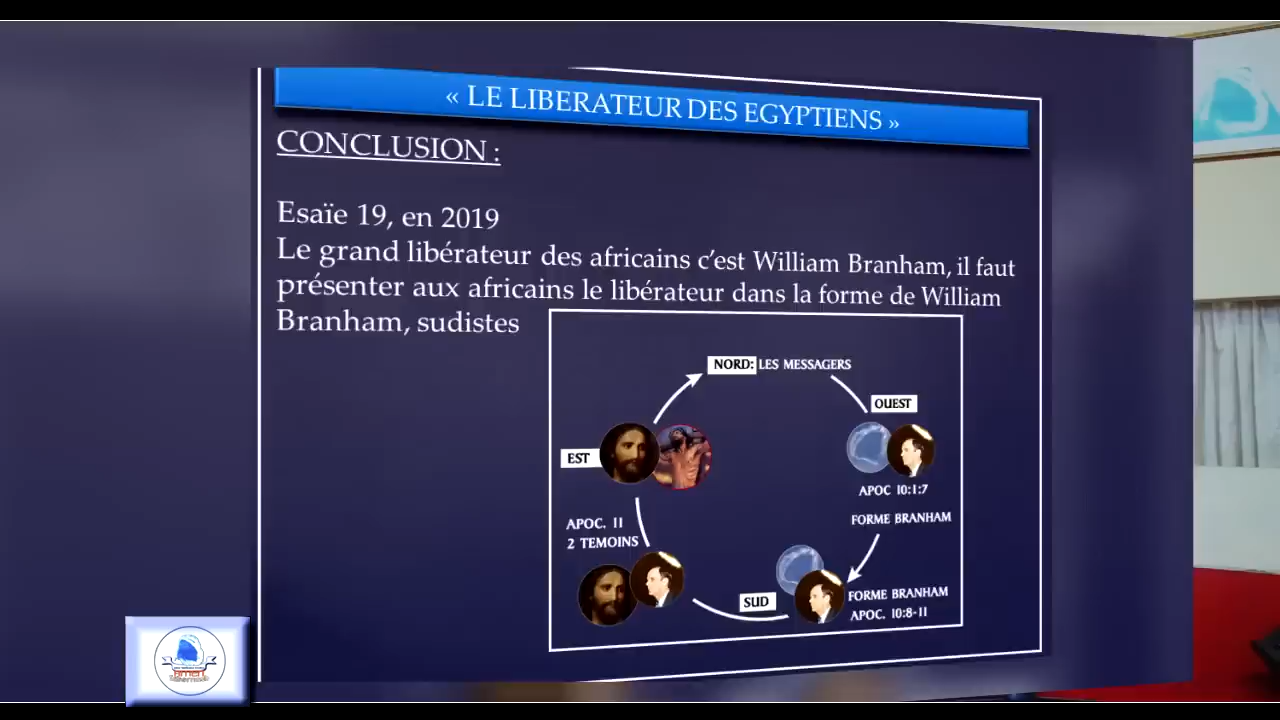 « LE LIBERATEUR DES EGYPTIENS »
CONCLUSION :
Esaïe 19, en 2019
Le grand libérateur des africains c’est William Branham, il faut
présenter aux africains le libérateur dans la forme de William
Branham, sudistes
NORD: LES MESSAGERS
OUEST
EST
APOC 10:1:7
APOC. 11
2 TEMOINS
FORME BRANHAM
SUD
FORME BRANHAM
APOC. 10:8-11